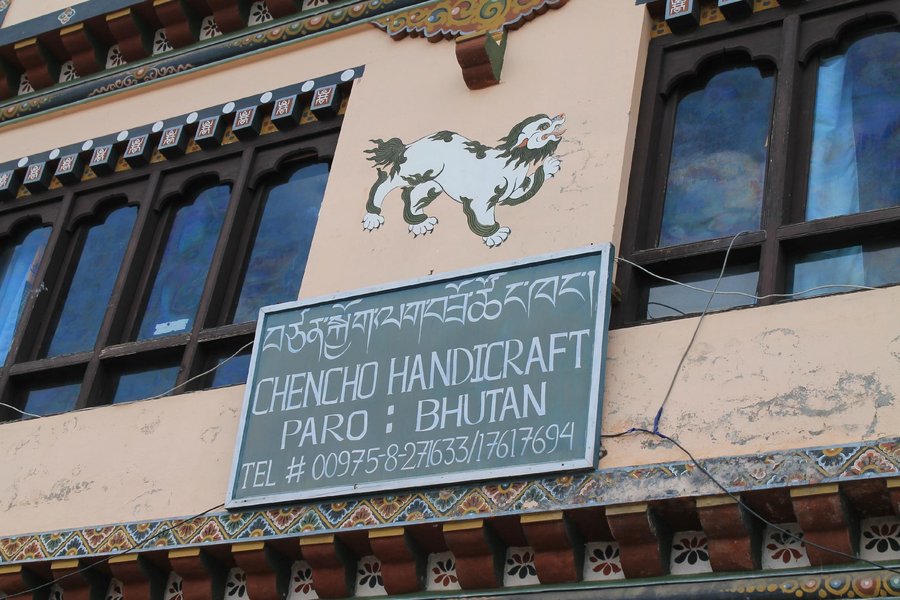 CHENCHO HANDICRAFT
PARO : BHUTAN
TEL # 00975-8-271633/17617694